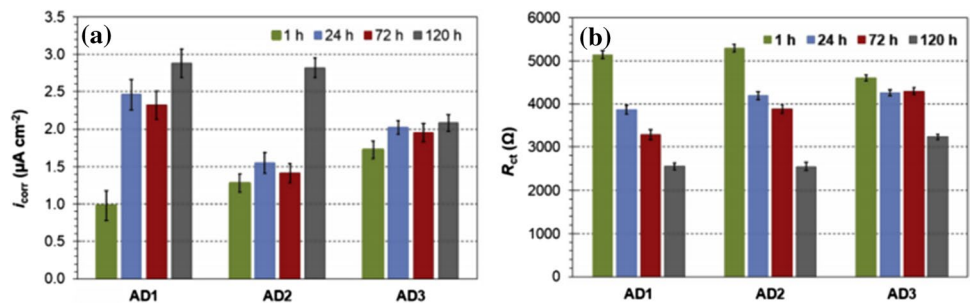 (a)
1 h 24 h 72 h 120 h
3.5
3.0
2.5
2.0
1.5
1.0
0.5
0.0
i corr (µA cm-2)
AD1 AD2 AD3
(b)
1 h 24 h 72 h 120 h
6000
5000
4000
3000
2000
1000
0
Rct (Ω)
AD1 AD2 AD3